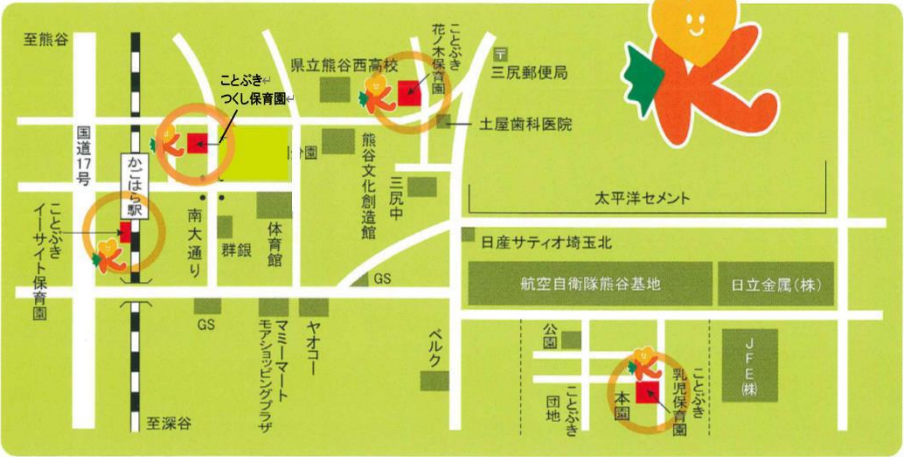 至熊谷
国道17号
かごはら駅
ことぶき
イーサイト保育園
至深谷
ことぶき
つくし保育園
南大通り
群銀
体育館
公園
県立熊谷西高校
熊谷文化創造館
ことぶき
花ノ木保育園
〒
三尻郵便局
土屋歯科医院
三尻中
太平洋セメント
日産サティオ埼玉北
航空自衛隊熊谷基地
日立金属(株)
GS
GS
マミーマート
モアショッピングプラザ
ヤオコー
ベルク
公園
ことぶき
団地
本園
ことぶき
乳児保育園
JFE(株)